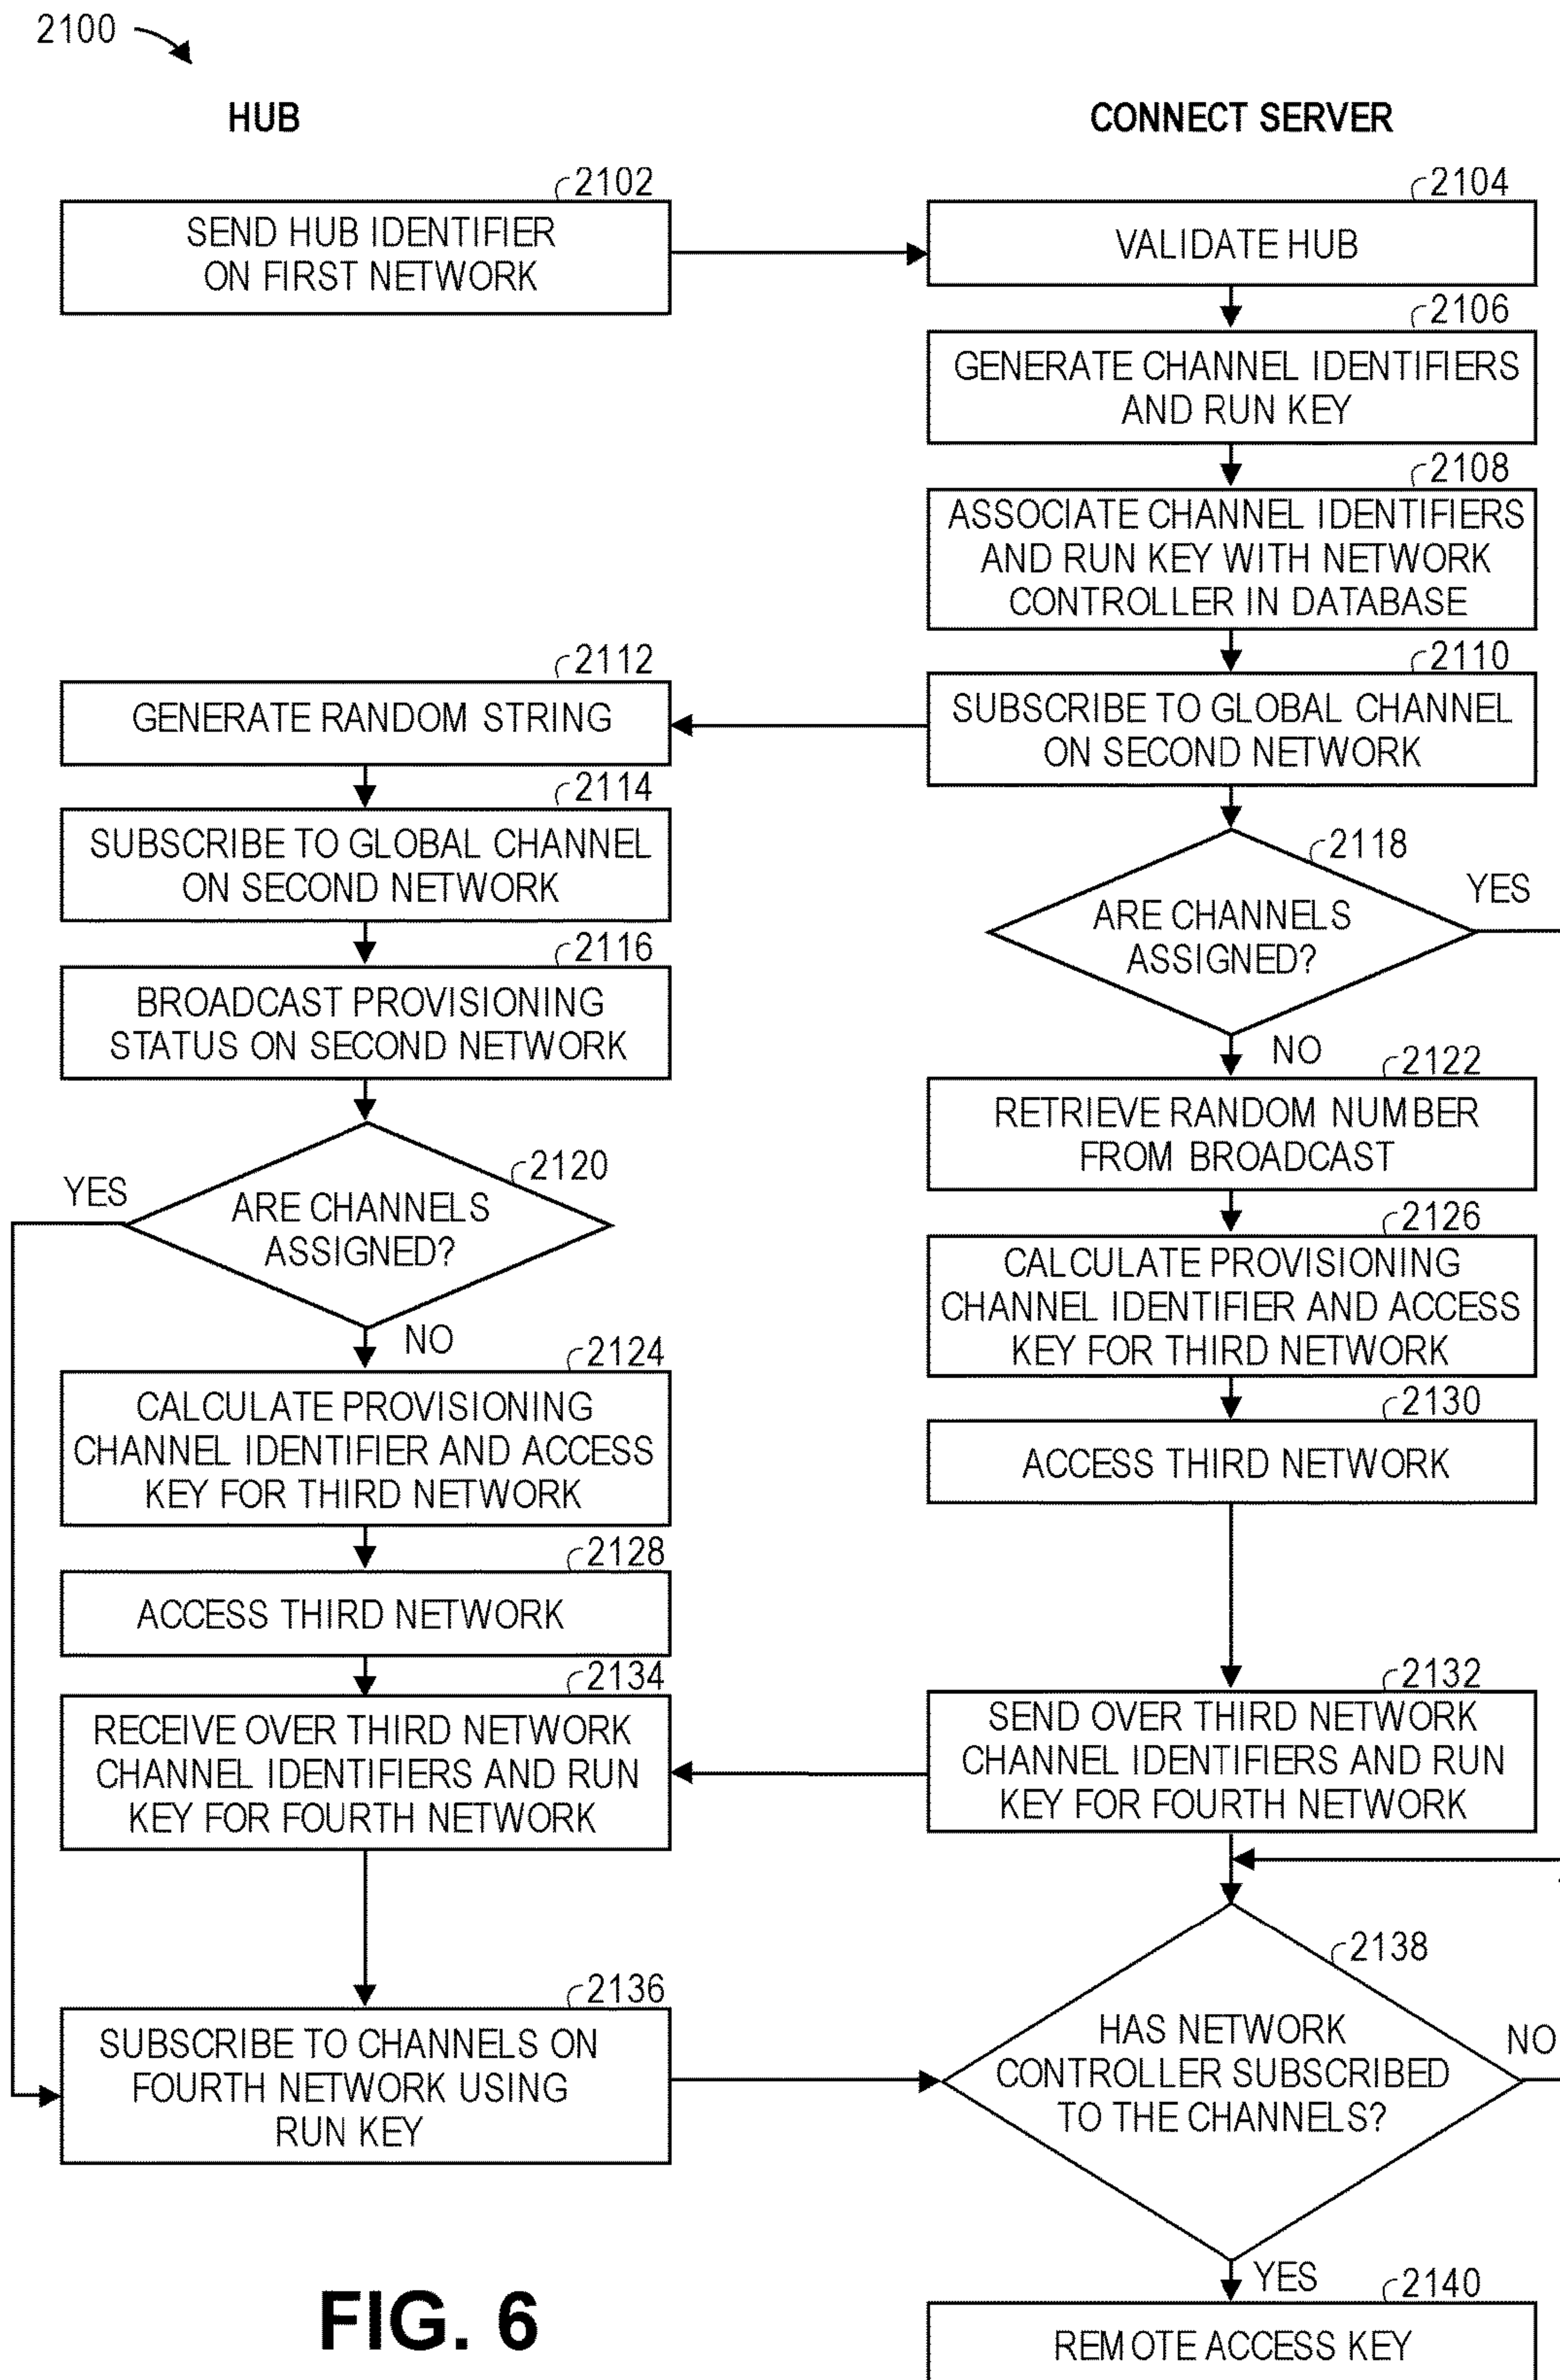 2100
HUB
CONNECT SERVER
2102
SEND HUB IDENTIFIER
ON FIRST NETWORK
2104
VALIDATE HUB
2106
GENERATE CHANNEL IDENTIFIERS
AND RUN KEY
2108
ASSOCIATE CHANNEL IDENTIFIERS
AND RUN KEY WITH NETWORK
CONTROLLER IN DATABASE
2110
SUBSCRIBE TO GLOBAL CHANNEL
ON SECOND NETWORK
2112
GENERATE RANDOM STRING
2114
SUBSCRIBE TO GLOBAL CHANNEL
ON SECOND NETWORK
2116
BROADCAST PROVISIONING
STATUS ON SECOND NETWORK
2118
ARE CHANNELS
ASSIGNED?
YES
NO
2120
ARE CHANNELS
ASSIGNED?
YES
NO
2122
RETRIEVE RANDOM NUMBER
FROM BROADCAST
2124
CALCULATE PROVISIONING
CHANNEL IDENTIFIER AND ACCESS
KEY FOR THIRD NETWORK
2126
CALCULATE PROVISIONING
CHANNEL IDENTIFIER AND ACCESS
KEY FOR THIRD NETWORK
2128
ACCESS THIRD NETWORK
2130
ACCESS THIRD NETWORK
2132
SEND OVER THIRD NETWORK
CHANNEL IDENTIFIERS AND RUN
KEY FOR FOURTH NETWORK
2134
RECEIVE OVER THIRD NETWORK
CHANNEL IDENTIFIERS AND RUN
KEY FOR FOURTH NETWORK
2136
SUBSCRIBE TO CHANNELS ON
FOURTH NETWORK USING
RUN KEY
2138
HAS NETWORK
CONTROLLER SUBSCRIBED
TO THE CHANNELS?
NO
YES
2140
REMOTE ACCESS KEY
FIG. 6